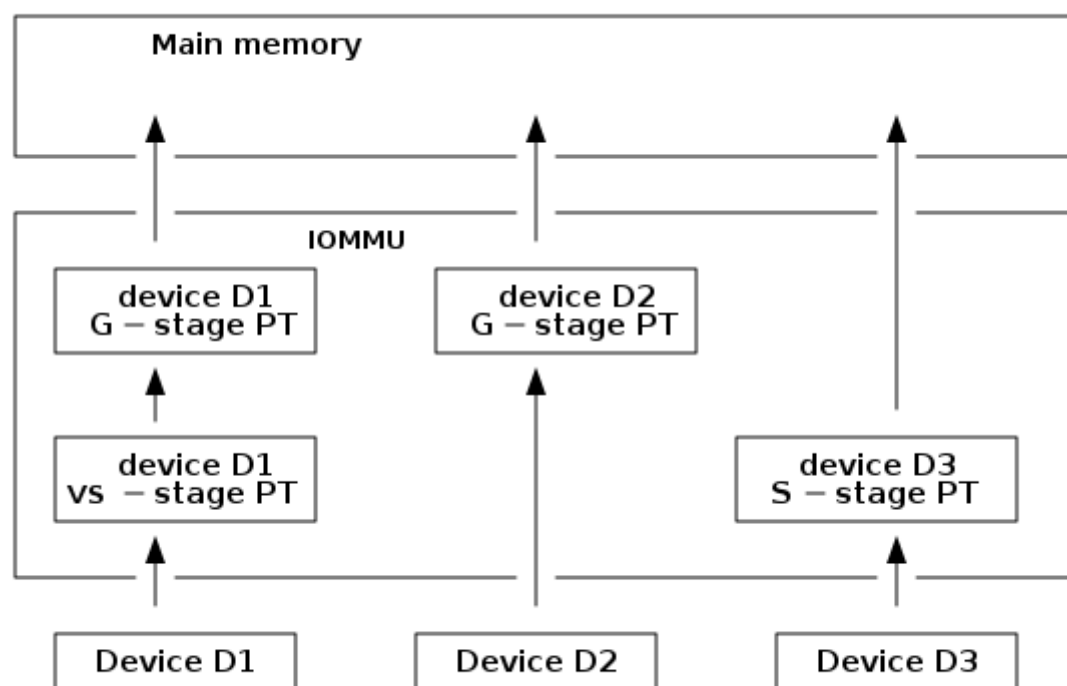 Main memory
IOMMU
device D1
G − stage PT
device D2
G − stage PT
device D1
vs − stage PT
device D3
S − stage PT
Device D1
Device D2
Device D3